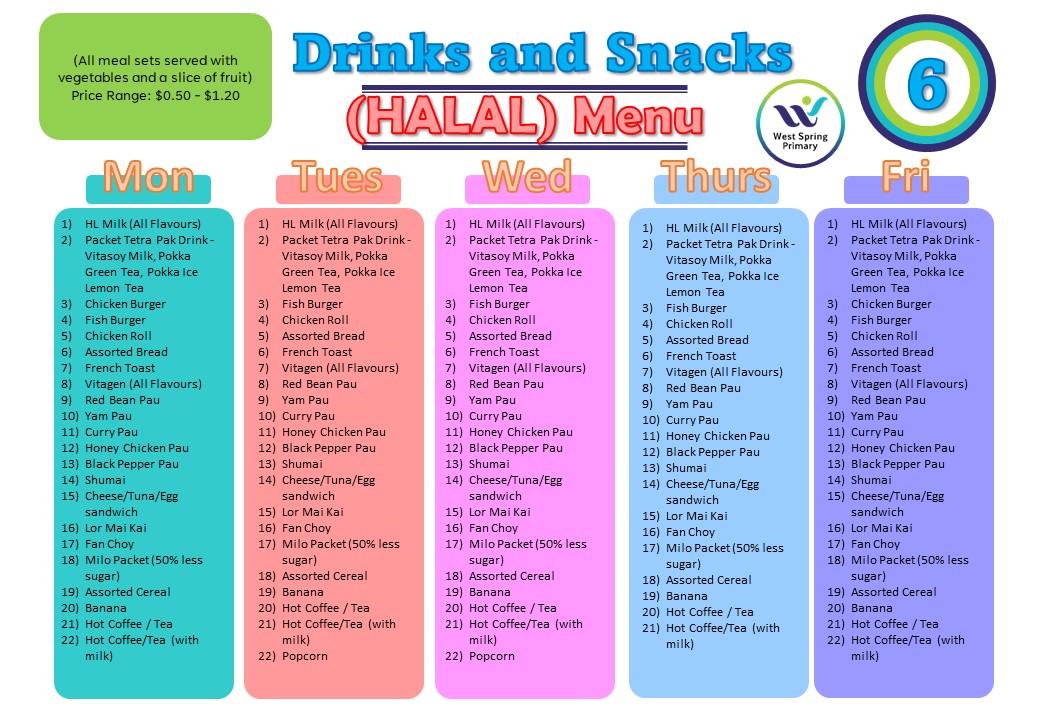 (All meal sets served with
vegetables and a slice of fruit)
Price Range: $0.50 – $1.20
Drinks and Snacks
(HALAL) Menu
West Spring
Primary
6
Mon
1) HL Milk (All Flavours)
2) Packet Tetra Pak Drink -
Vitasoy Milk, Pokka
Green Tea, Pokka Ice
Lemon Tea
3) Chicken Burger
4) Fish Burger
5) Chicken Roll
6) Assorted Bread
7) French Toast
8) Vitagen (All Flavours)
9) Red Bean Pau
10) Yam Pau
11) Curry Pau
12) Honey Chicken Pau
13) Black Pepper Pau
14) Shumai
15) Cheese/Tuna/Egg
sandwich
16) Lor Mai Kai
17) Fan Choy
18) Milo Packet (50% less
sugar)
19) Assorted Cereal
20) Banana
21) Hot Coffee / Tea
22) Hot Coffee/Tea (with
milk)
Tues
1) HL Milk (All Flavours)
2) Packet Tetra Pak Drink -
Vitasoy Milk, Pokka
Green Tea, Pokka Ice
Lemon Tea
3) Fish Burger
4) Chicken Roll
5) Assorted Bread
6) French Toast
7) Vitagen (All Flavours)
8) Red Bean Pau
9) Yam Pau
10) Curry Pau
11) Honey Chicken Pau
12) Black Pepper Pau
13) Shumai
14) Cheese/Tuna/Egg
sandwich
15) Lor Mai Kai
16) Fan Choy
17) Milo Packet (50% less
sugar)
18) Assorted Cereal
19) Banana
20) Hot Coffee / Tea
21) Hot Coffee/Tea (with
milk)
22) Popcorn
Wed
1) HL Milk (All Flavours)
2) Packet Tetra Pak Drink -
Vitasoy Milk, Pokka
Green Tea, Pokka Ice
Lemon Tea
3) Fish Burger
4) Chicken Roll
5) Assorted Bread
6) French Toast
7) Vitagen (All Flavours)
8) Red Bean Pau
9) Yam Pau
10) Curry Pau
11) Honey Chicken Pau
12) Black Pepper Pau
13) Shumai
14) Cheese/Tuna/Egg
sandwich
15) Lor Mai Kai
16) Fan Choy
17) Milo Packet (50% less
sugar)
18) Assorted Cereal
19) Banana
20) Hot Coffee / Tea
21) Hot Coffee/Tea (with
milk)
22) Popcorn
Thurs
1) HL Milk (All Flavours)
2) Packet Tetra Pak Drink -
Vitasoy Milk, Pokka
Green Tea, Pokka Ice
Lemon Tea
3) Fish Burger
4) Chicken Roll
5) Assorted Bread
6) French Toast
7) Vitagen (All Flavours)
8) Red Bean Pau
9) Yam Pau
10) Curry Pau
11) Honey Chicken Pau
12) Black Pepper Pau
13) Shumai
14) Cheese/Tuna/Egg
sandwich
15) Lor Mai Kai
16) Fan Choy
17) Milo Packet (50% less
sugar)
18) Assorted Cereal
19) Banana
20) Hot Coffee / Tea
21) Hot Coffee/Tea (with
milk)
Fri
1) HL Milk (All Flavours)
2) Packet Tetra Pak Drink -
Vitasoy Milk, Pokka
Green Tea, Pokka Ice
Lemon Tea
3) Chicken Burger
4) Fish Burger
5) Chicken Roll
6) Assorted Bread
7) French Toast
8) Vitagen (All Flavours)
9) Red Bean Pau
10) Yam Pau
11) Curry Pau
12) Honey Chicken Pau
13) Black Pepper Pau
14) Shumai
15) Cheese/Tuna/Egg
sandwich
16) Lor Mai Kai
17) Fan Choy
18) Milo Packet (50% less
sugar)
19) Assorted Cereal
20) Banana
21) Hot Coffee / Tea
22) Hot Coffee/Tea (with
milk)